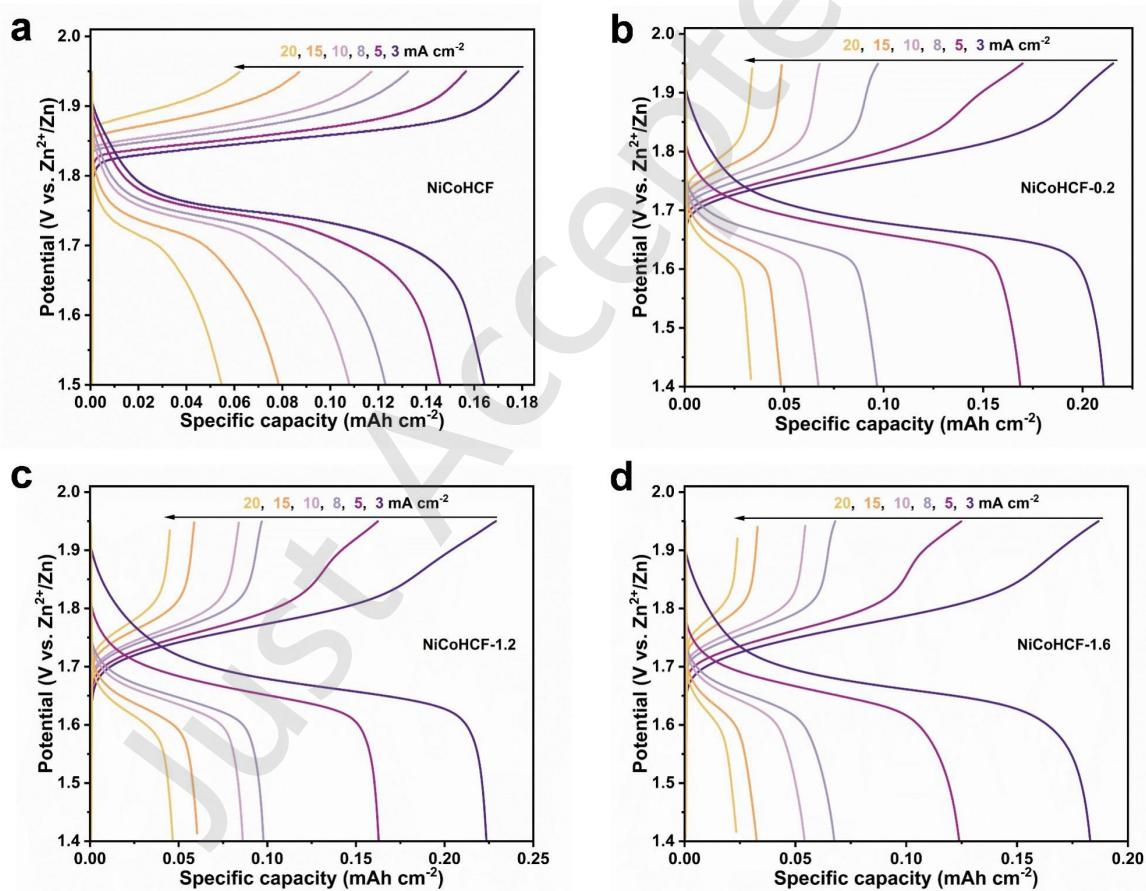 a
2.0
1.9
1.8
1.7
1.6
1.5
Potential (V vs. Zn²⁺/Zn)
20, 15, 10, 8, 5, 3 mA cm⁻²
NiCoHCF
0.00 0.02 0.04 0.06 0.08 0.10 0.12 0.14 0.16 0.18
Specific capacity (mAh cm⁻²)
b
2.0
1.9
1.8
1.7
1.6
1.5
1.4
Potential (V vs. Zn²⁺/Zn)
20, 15, 10, 8, 5, 3 mA cm⁻²
NiCoHCF-0.2
0.00 0.05 0.10 0.15 0.20
Specific capacity (mAh cm⁻²)
c
2.0
1.9
1.8
1.7
1.6
1.5
1.4
Potential (V vs. Zn²⁺/Zn)
20, 15, 10, 8, 5, 3 mA cm⁻²
NiCoHCF-1.2
0.00 0.05 0.10 0.15 0.20 0.25
Specific capacity (mAh cm⁻²)
d
2.0
1.9
1.8
1.7
1.6
1.5
1.4
Potential (V vs. Zn²⁺/Zn)
20, 15, 10, 8, 5, 3 mA cm⁻²
NiCoHCF-1.6
0.00 0.05 0.10 0.15 0.20
Specific capacity (mAh cm⁻²)
Just Accepte